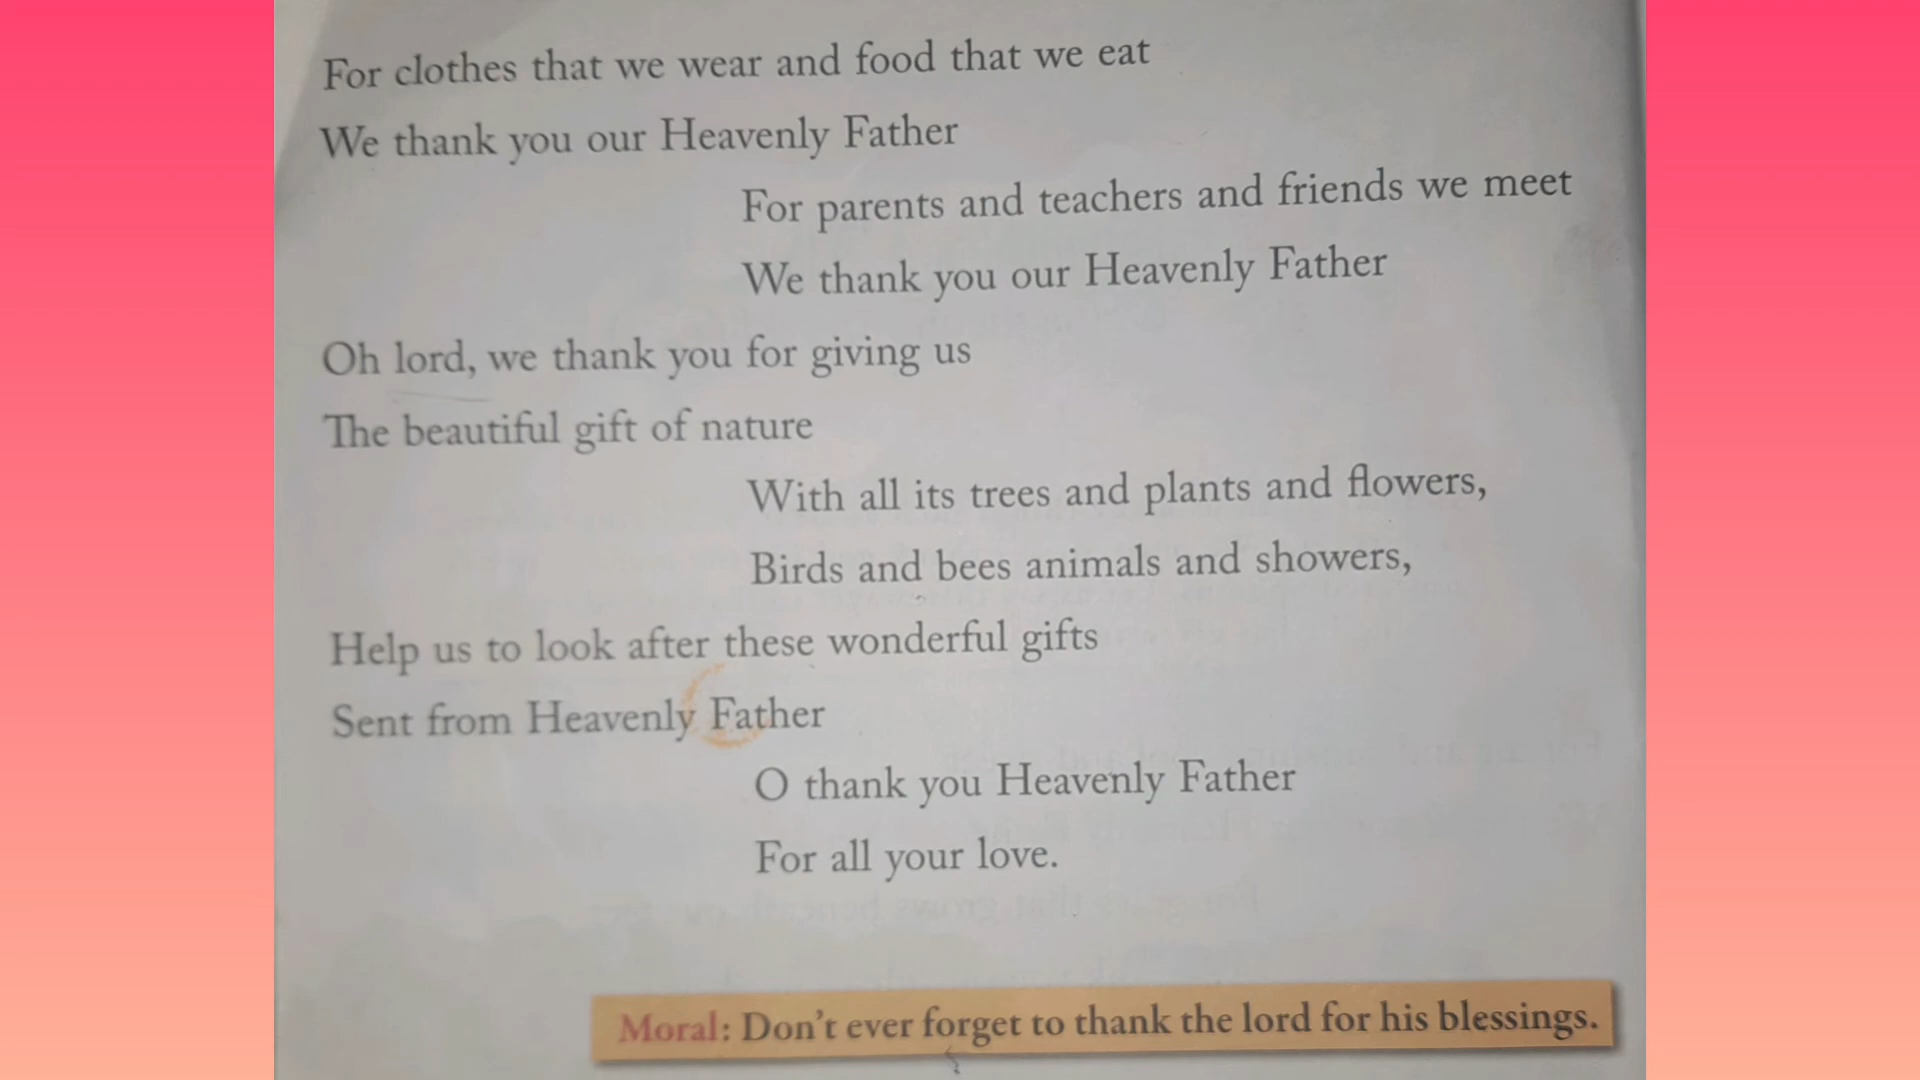 For clothes that we wear and food that we eat
We thank you our Heavenly Father
For parents and teachers and friends we meet
We thank you our Heavenly Father
Oh lord, we thank you for giving us
The beautiful gift of nature
With all its trees and plants and flowers,
Birds and bees animals and showers,
Help us to look after these wonderful gifts
Sent from Heavenly Father
O thank you Heavenly Father
For all your love.
Moral: Don't ever forget to thank the lord for his blessings.